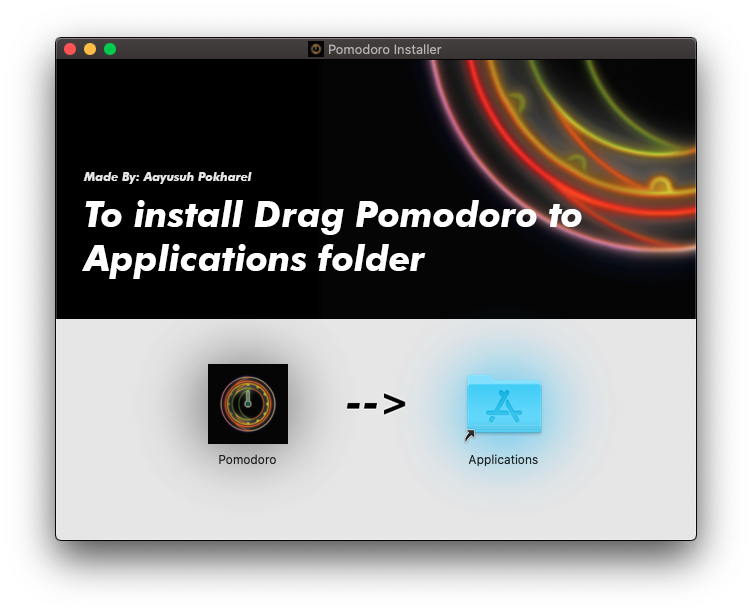 Pomodoro Installer
Made By: Aayusuh Pokharel
To install Drag Pomodoro to
Applications folder
-->
Pomodoro
Applications